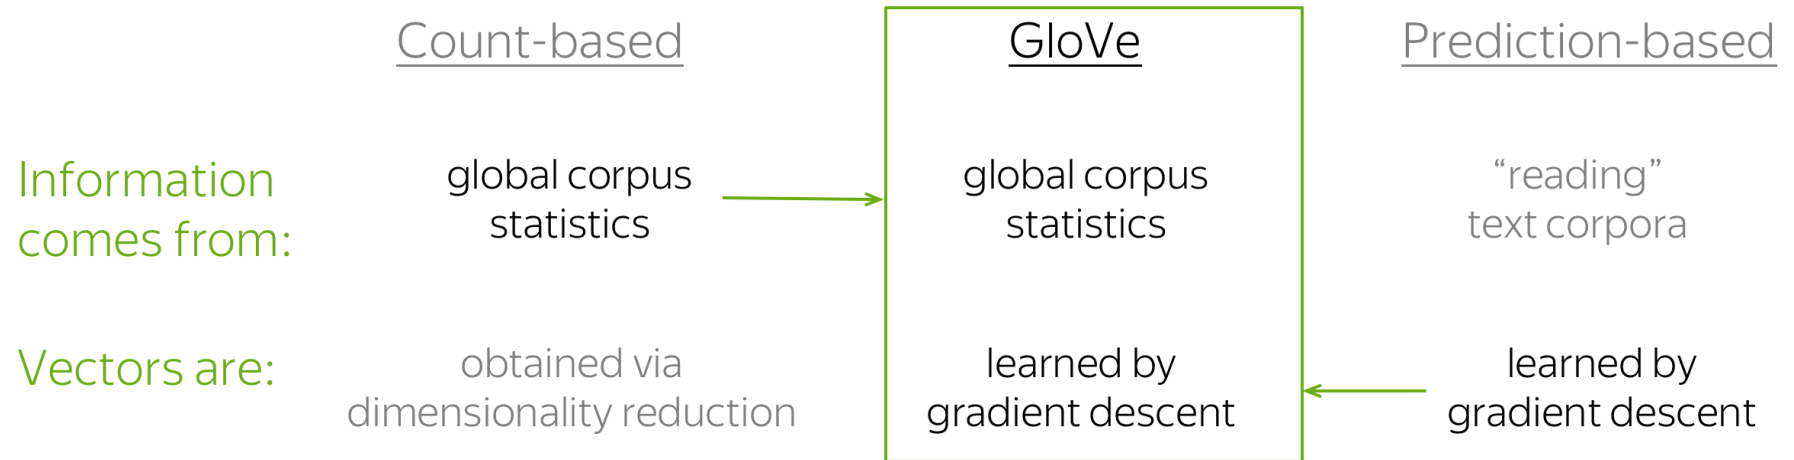 Count-based GloVe Prediction-based
Information global corpus global corpus “reading”
comes from: statistics statistics text corpora
Vectors are: obtained via learned by learned by
dimensionality reduction gradient descent gradient descent